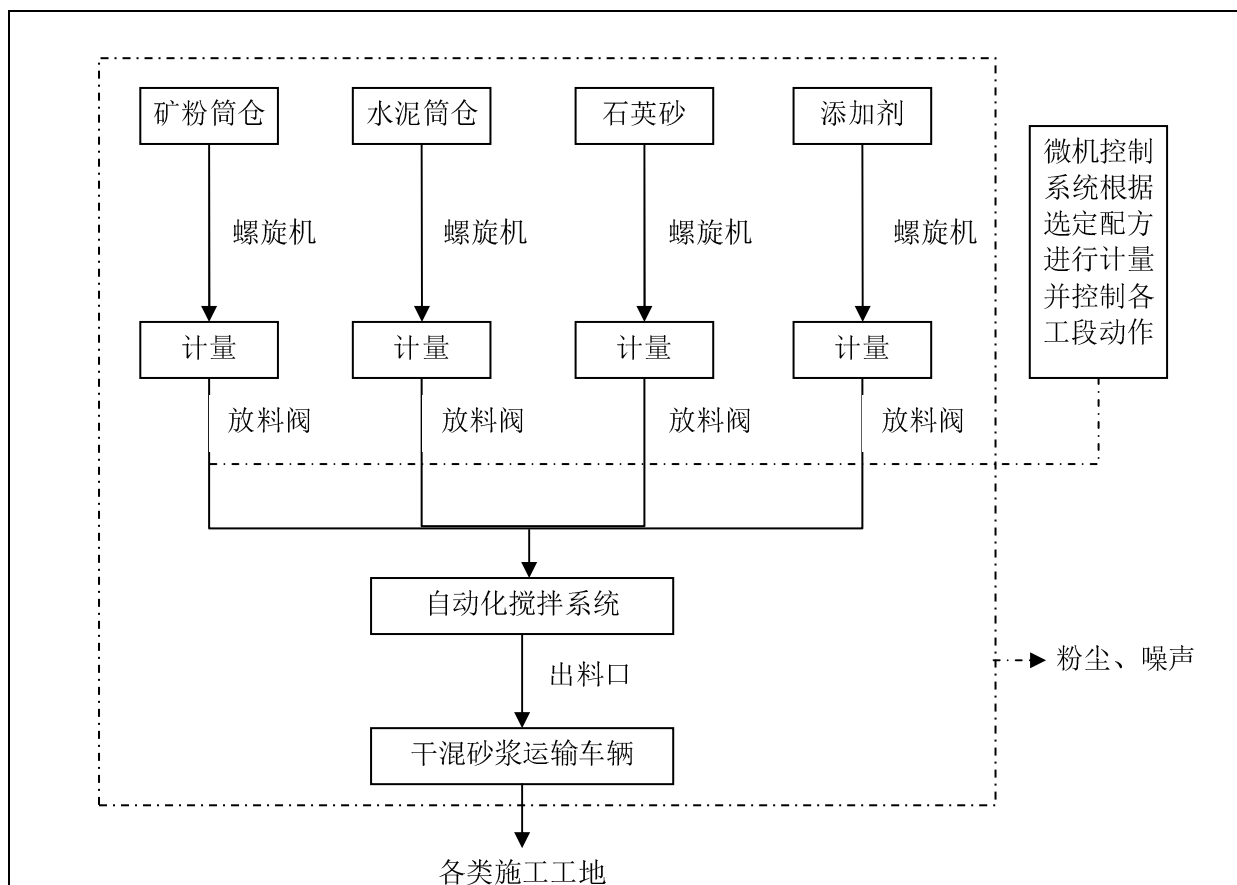 矿粉筒仓
水泥筒仓
石英砂
添加剂
微机控制
系统根据
选定配方
进行计量
并控制各
工段动作
螺旋机
螺旋机
螺旋机
计量
计量
计量
计量
放料阀
放料阀
放料阀
放料阀
自动化搅拌系统
出料口
粉尘、噪声
干混砂浆运输车辆
各类施工工地